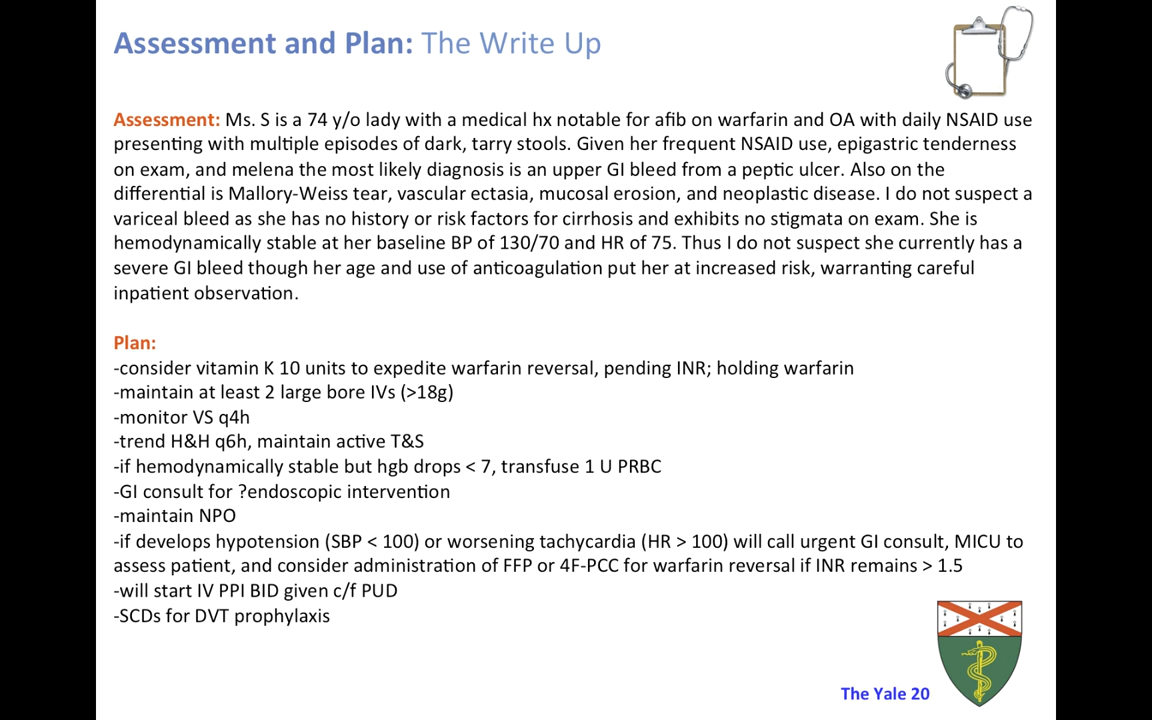 Assessment and Plan: The Write Up
Assessment: Ms. S is a 74 y/o lady with a medical hx notable for afib on warfarin and OA with daily NSAID use
presenting with multiple episodes of dark, tarry stools. Given her frequent NSAID use, epigastric tenderness
on exam, and melena the most likely diagnosis is an upper GI bleed from a peptic ulcer. Also on the
differential is Mallory-Weiss tear, vascular ectasia, mucosal erosion, and neoplastic disease. I do not suspect a
variceal bleed as she has no history or risk factors for cirrhosis and exhibits no stigmata on exam. She is
hemodynamically stable at her baseline BP of 130/70 and HR of 75. Thus I do not suspect she currently has a
severe GI bleed though her age and use of anticoagulation put her at increased risk, warranting careful
inpatient observation.
Plan:
-consider vitamin K 10 units to expedite warfarin reversal, pending INR; holding warfarin
-maintain at least 2 large bore IVs (>18g)
-monitor VS q4h
-trend H&H q6h, maintain active T&S
-if hemodynamically stable but hgb drops < 7, transfuse 1 U PRBC
-GI consult for ?endoscopic intervention
-maintain NPO
-if develops hypotension (SBP < 100) or worsening tachycardia (HR > 100) will call urgent GI consult, MICU to
assess patient, and consider administration of FFP or 4F-PCC for warfarin reversal if INR remains > 1.5
-will start IV PPI BID given c/f PUD
-SCDs for DVT prophylaxis
The Yale 20